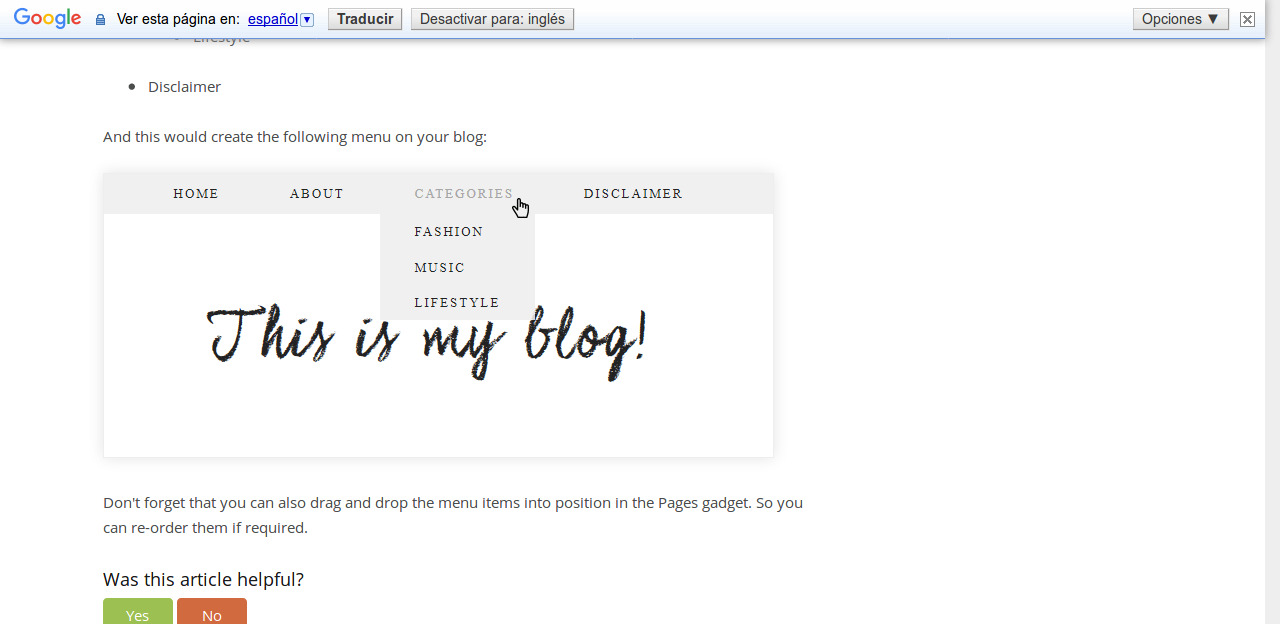 Google Ver esta página en: español Traducir Desactivar para: inglés Opciones ▼
Lifestyle
Disclaimer
And this would create the following menu on your blog:
HOME ABOUT CATEGORIES DISCLAIMER
FASHION
MUSIC
LIFESTYLE
This is my blog!
Don't forget that you can also drag and drop the menu items into position in the Pages gadget. So you
can re-order them if required.
Was this article helpful?
Yes No